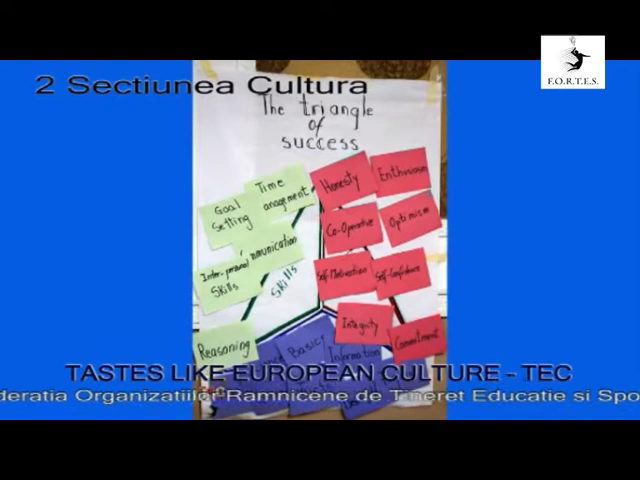 F.O.R.T.E.S.
2 Sectiunea Cultura
The triangle
of
success
Time
anagement
Goal
Setting
mmunication
Inter-personal
Skills
Skills
Reasoning
Honesty
Enthusiasm
Co-Operative
Optimism
Self-Motivation
Self-Confidence
Integrity
Commitment
Basic
Information
TASTES LIKE EUROPEAN CULTURE - TEC
deratia Organizatiilor Ramnicene de Tineret Educatie si Spo